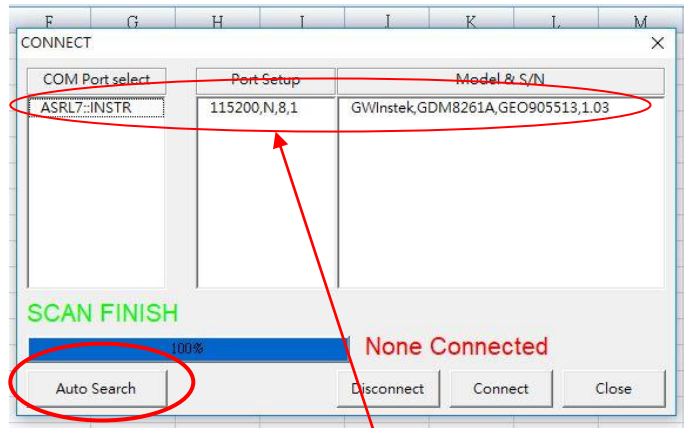 F G H I J K L M
CONNECT
COM Port select Port Setup Model & S/N
ASRL7::INSTR 115200,N,8,1 GWInstek,GDM8261A,GEO905513,1.03
SCAN FINISH
100% None Connected
Auto Search Disconnect Connect Close